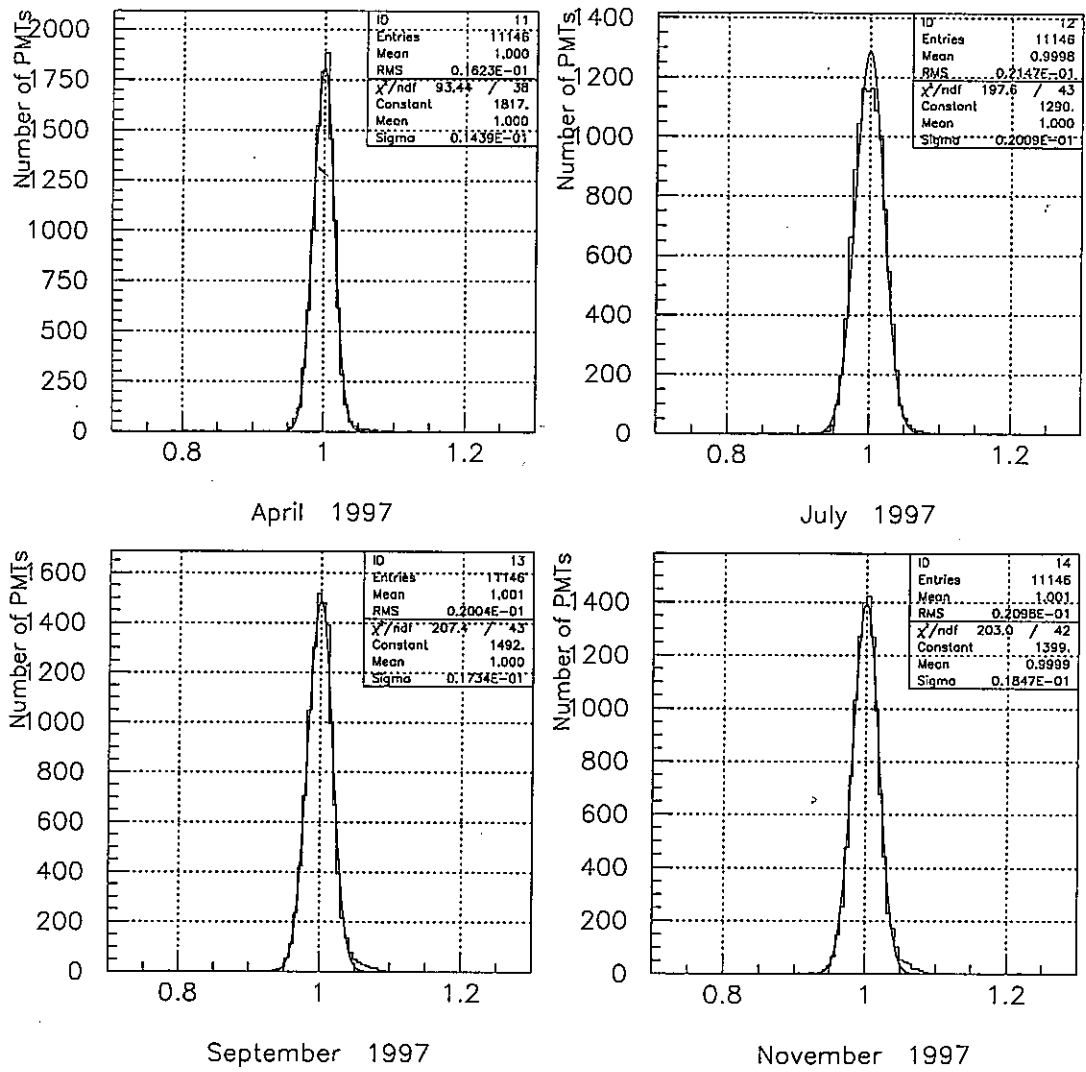 ID 11
Entries 11146
Mean 1.000
RMS 0.1623E-01
χ²/ndf 93.44 / 38
Constant 1817.
Mean 1.000
Sigma 0.1439E-01
Number of PMTs
2000
1750
1500
1250
1000
750
500
250
0
0.8 1 1.2
April 1997
ID 12
Entries 11146
Mean 0.9998
RMS 0.2147E-01
χ²/ndf 197.6 / 43
Constant 1290.
Mean 1.000
Sigma 0.2009E-01
Number of PMTs
1400
1200
1000
800
600
400
200
0
0.8 1 1.2
July 1997
ID 13
Entries 11146
Mean 1.001
RMS 0.2004E-01
χ²/ndf 207.4 / 43
Constant 1492.
Mean 1.000
Sigma 0.1734E-01
Number of PMTs
1600
1400
1200
1000
800
600
400
200
0
0.8 1 1.2
September 1997
ID 14
Entries 11146
Mean 1.001
RMS 0.2098E-01
χ²/ndf 203.0 / 42
Constant 1399.
Mean 0.9999
Sigma 0.1847E-01
Number of PMTs
1400
1200
1000
800
600
400
200
0
0.8 1 1.2
November 1997